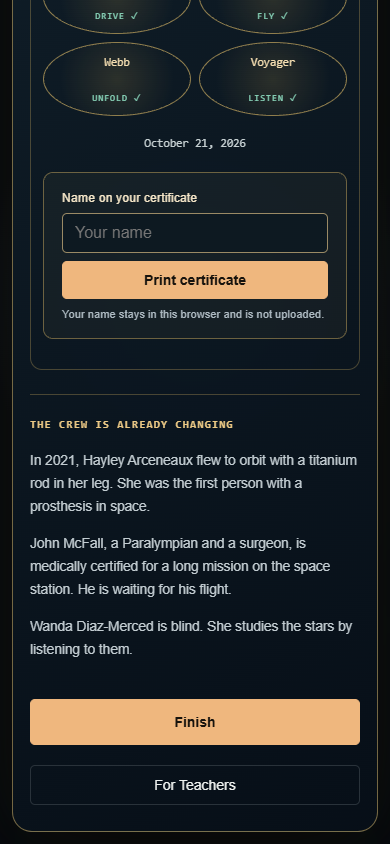 DRIVE ✓
FLY ✓
Webb
Voyager
UNFOLD ✓
LISTEN ✓
October 21, 2026
Name on your certificate
Your name
Print certificate
Your name stays in this browser and is not uploaded.
THE CREW IS ALREADY CHANGING
In 2021, Hayley Arceneaux flew to orbit with a titanium
rod in her leg. She was the first person with a
prosthesis in space.
John McFall, a Paralympian and a surgeon, is
medically certified for a long mission on the space
station. He is waiting for his flight.
Wanda Diaz-Merced is blind. She studies the stars by
listening to them.
Finish
For Teachers